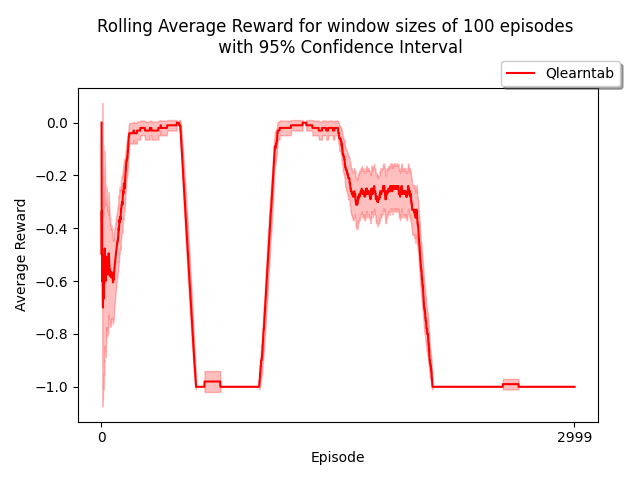 Rolling Average Reward for window sizes of 100 episodes
with 95% Confidence Interval
Qlearntab
0.0
−0.2
−0.4
−0.6
−0.8
−1.0
Average Reward
0
2999
Episode